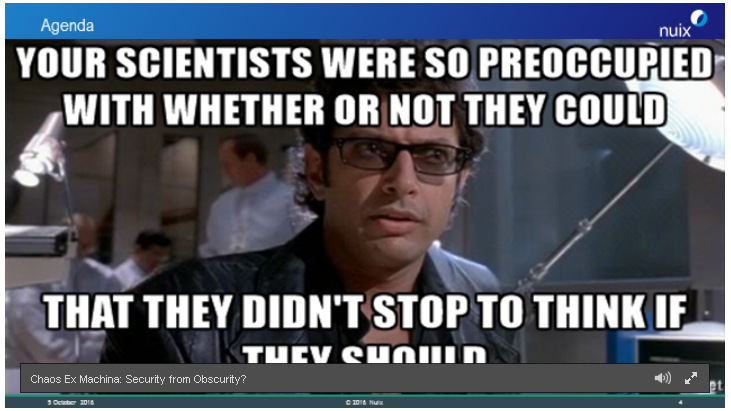 Agenda
nuix
YOUR SCIENTISTS WERE SO PREOCCUPIED
WITH WHETHER OR NOT THEY COULD
THAT THEY DIDN'T STOP TO THINK IF
THEY SHOULD
Chaos Ex Machina: Security from Obscurity?
5 October 2016
© 2016 Nuix
4